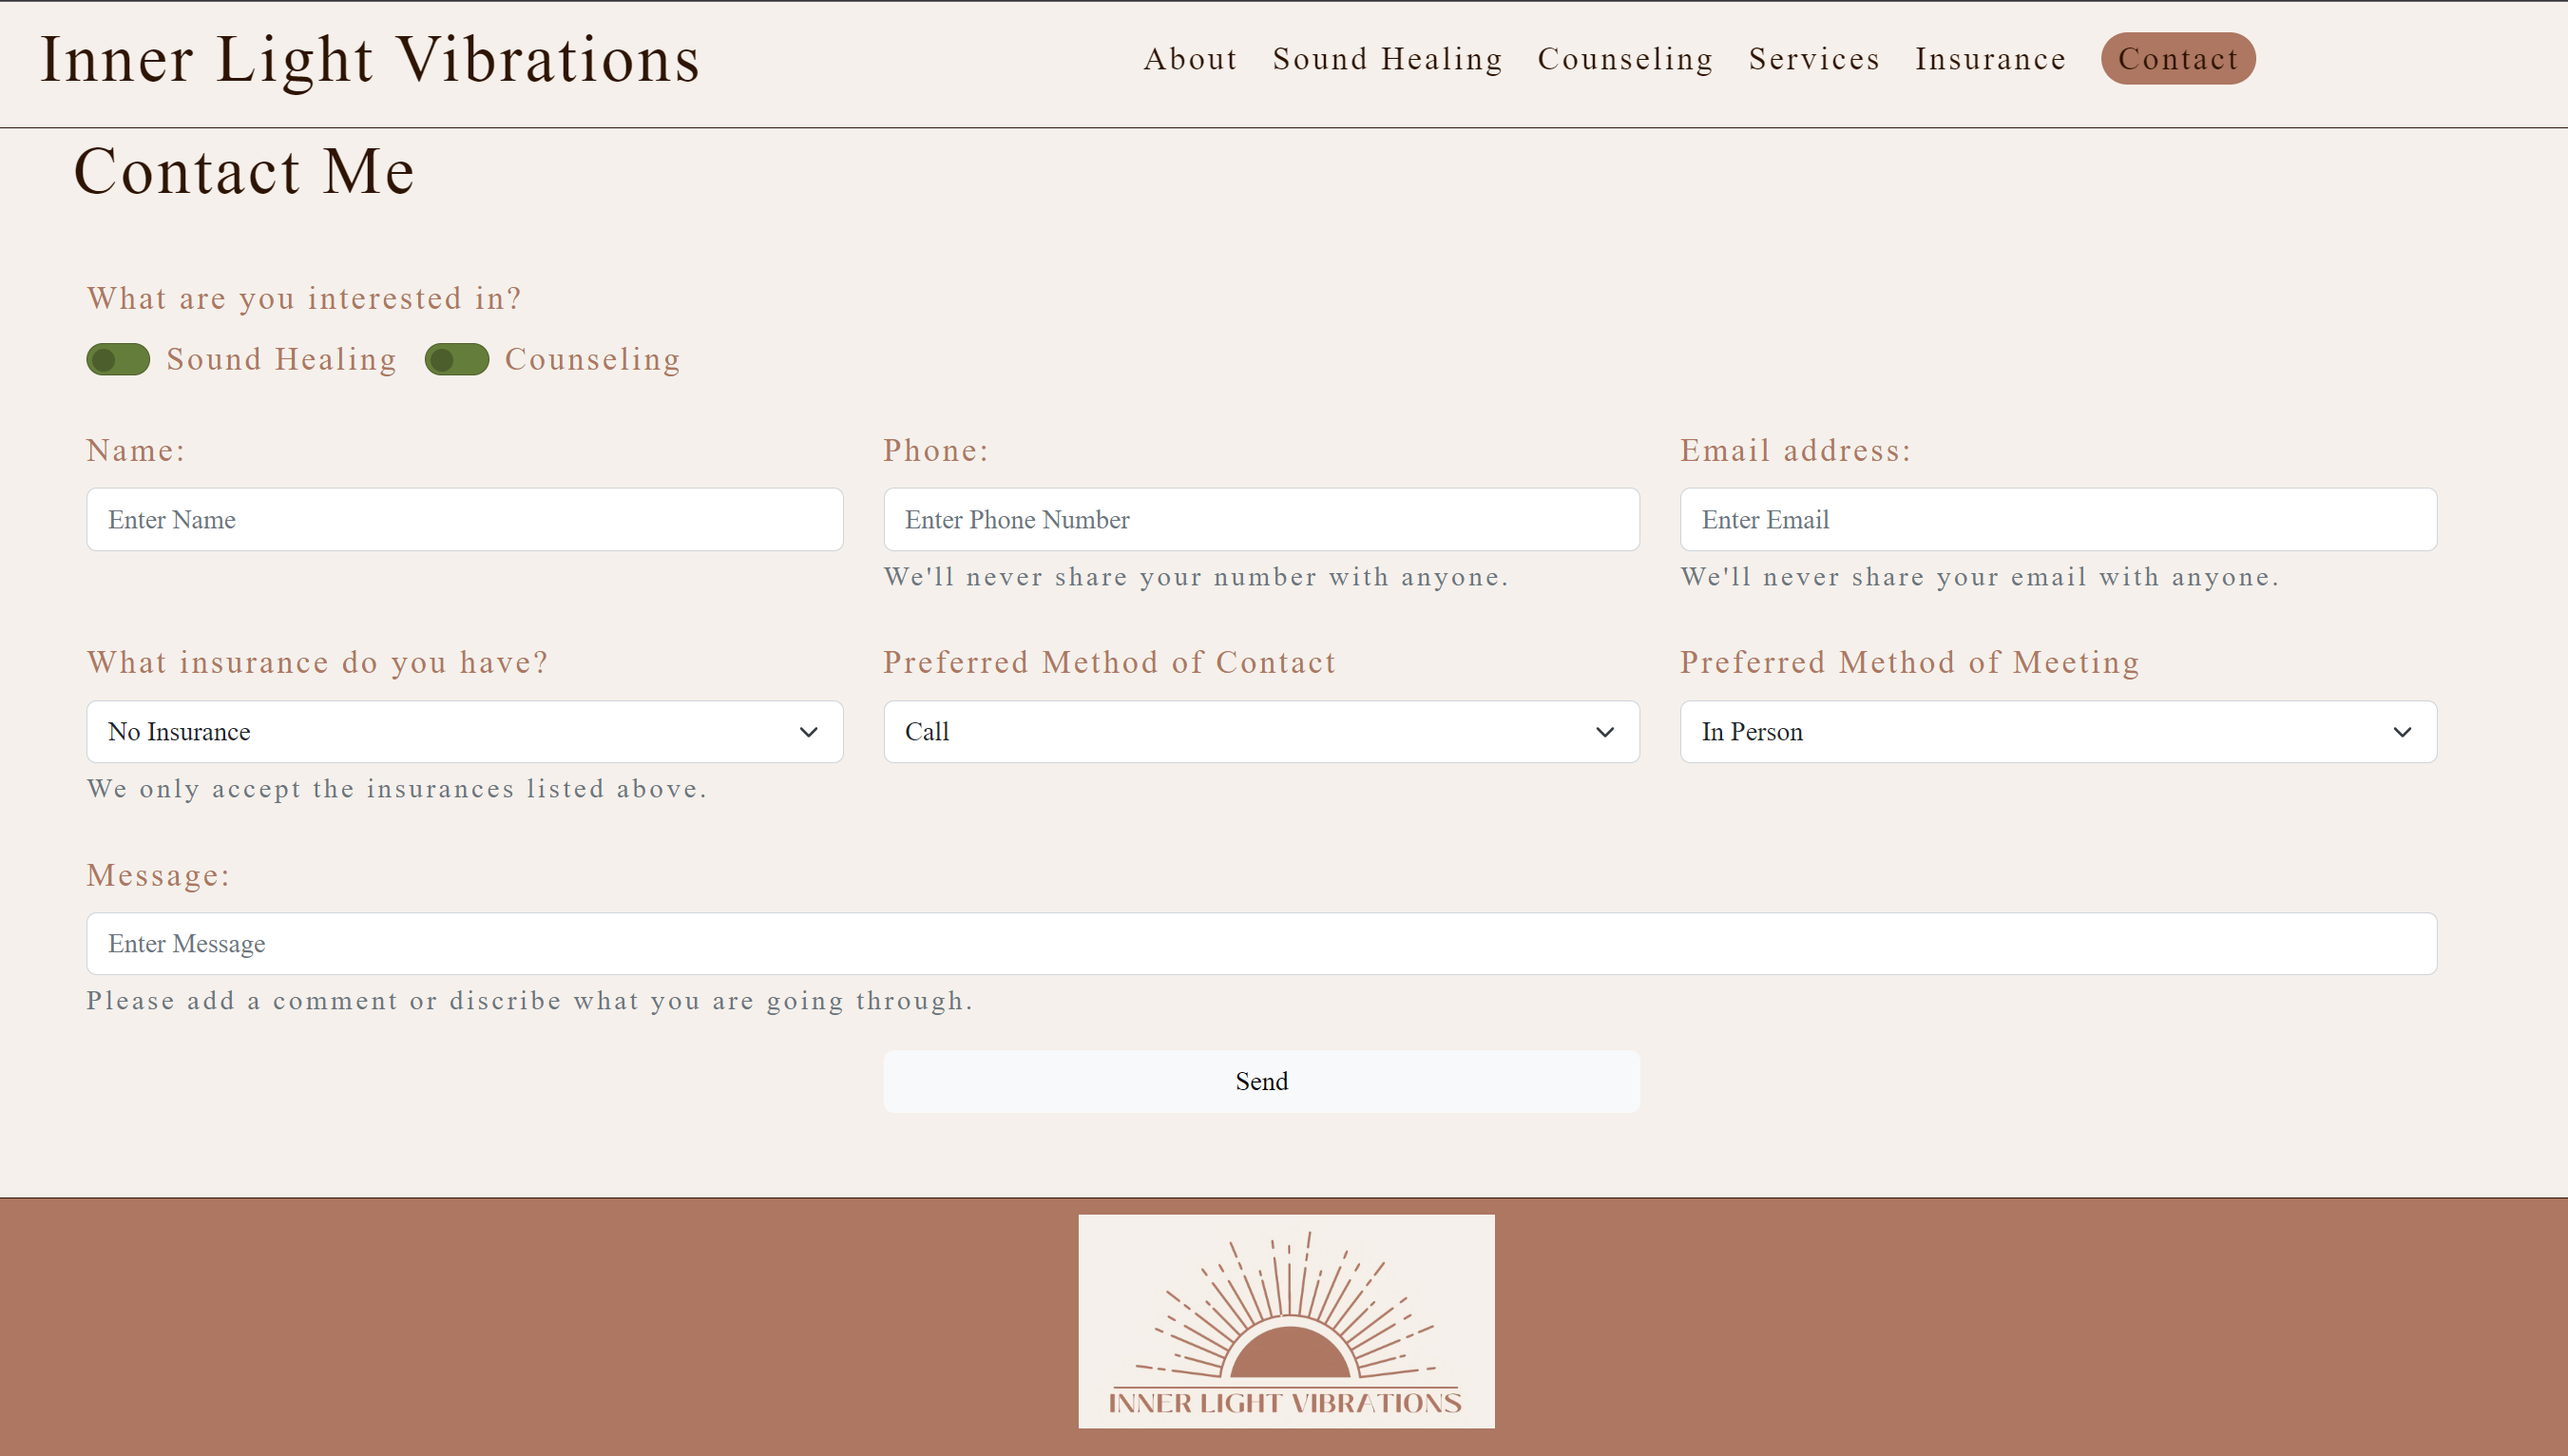 Inner Light Vibrations
About Sound Healing Counseling Services Insurance Contact
Contact Me
What are you interested in?
Sound Healing Counseling
Name: Phone: Email address:
Enter Name Enter Phone Number Enter Email
We'll never share your number with anyone. We'll never share your email with anyone.
What insurance do you have? Preferred Method of Contact Preferred Method of Meeting
No Insurance Call In Person
We only accept the insurances listed above.
Message:
Enter Message
Please add a comment or discribe what you are going through.
Send
INNER LIGHT VIBRATIONS